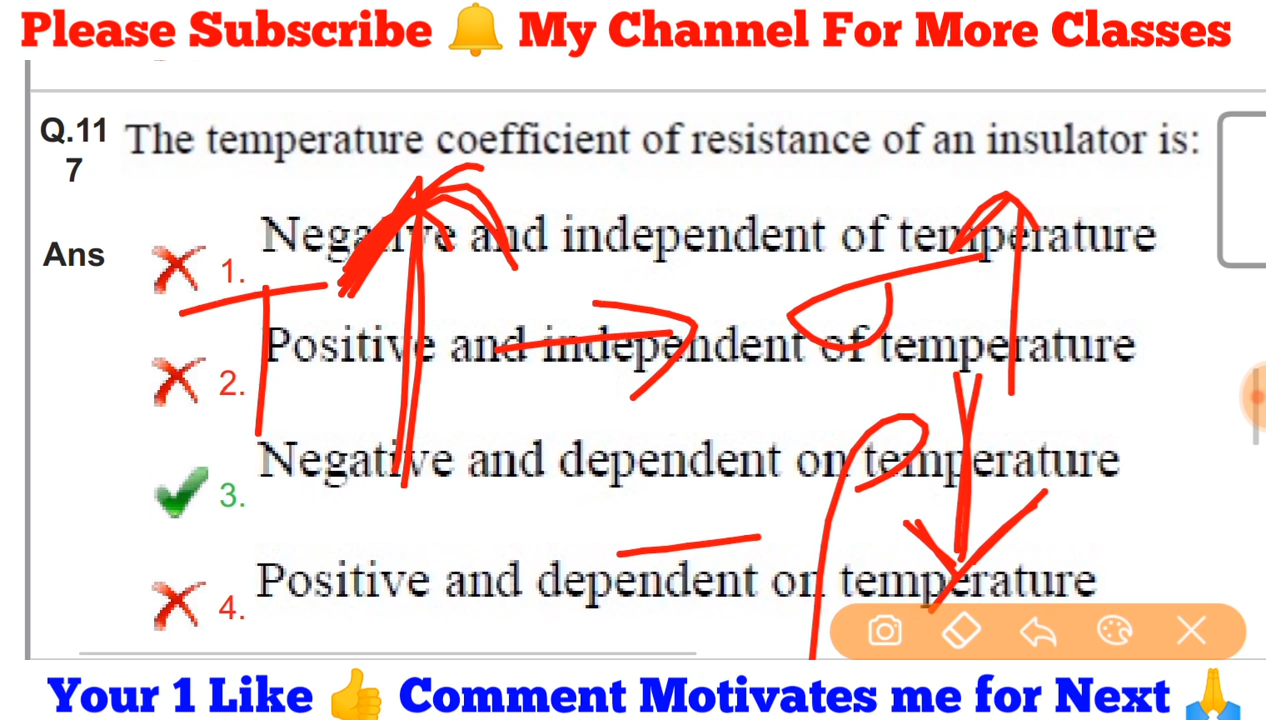 Please Subscribe 🔔 My Channel For More Classes
Q.11
7
The temperature coefficient of resistance of an insulator is:
Ans
1. Negative and independent of temperature
2. Positive and independent of temperature
3. Negative and dependent on temperature
4. Positive and dependent on temperature
Your 1 Like 👍 Comment Motivates me for Next 🙏